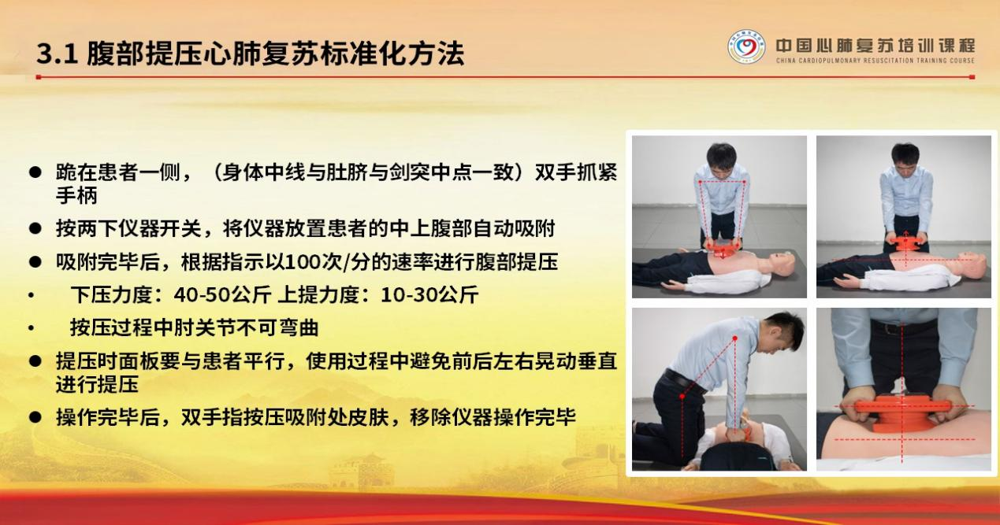 3.1 腹部提压心肺复苏标准化方法
中国心肺复苏培训课程
CHINA CARDIOPULMONARY RESUSCITATION TRAINING COURSE
● 跪在患者一侧，（身体中线与肚脐与剑突中点一致）双手抓紧
手柄
● 按两下仪器开关，将仪器放置患者的中上腹部自动吸附
● 吸附完毕后，根据指示以100次/分的速率进行腹部提压
• 下压力度：40-50公斤 上提力度：10-30公斤
• 按压过程中肘关节不可弯曲
● 提压时面板要与患者平行，使用过程中避免前后左右晃动垂直
进行提压
● 操作完毕后，双手指按压吸附处皮肤，移除仪器操作完毕